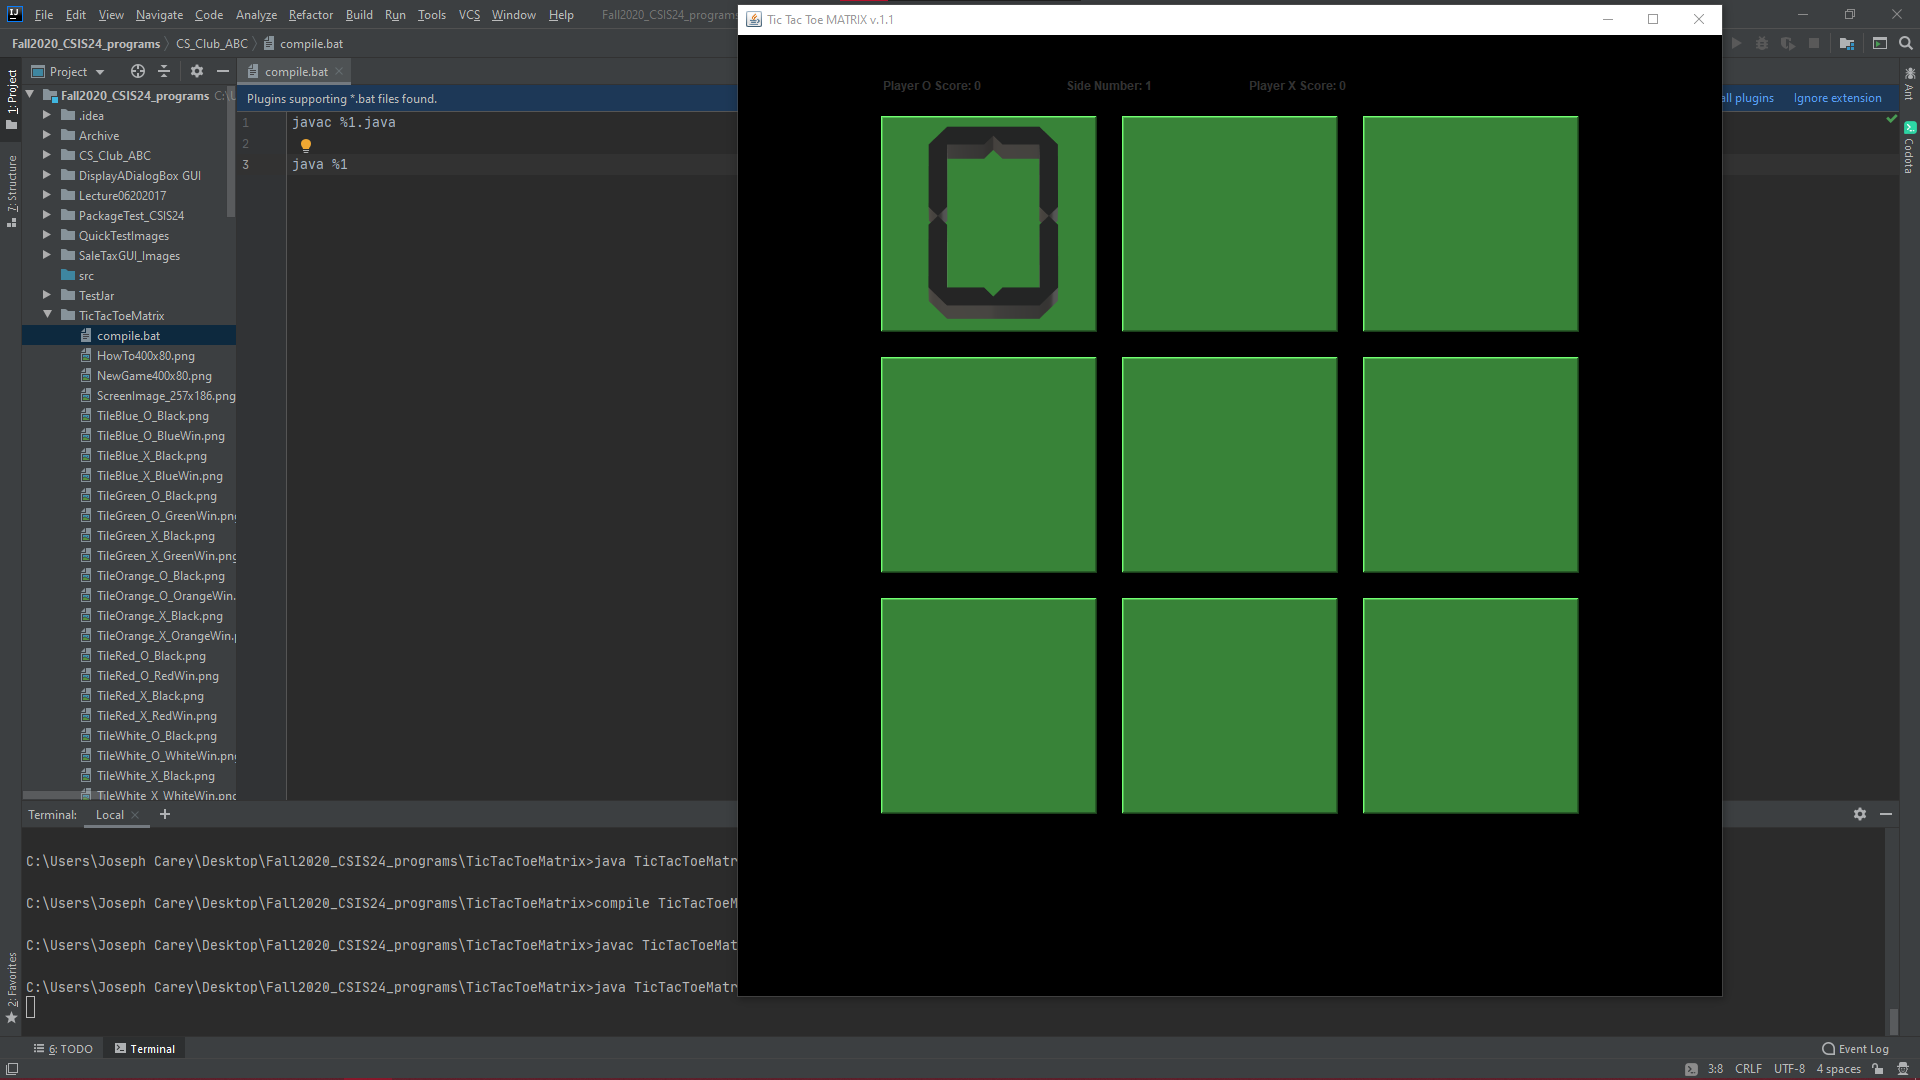 File Edit View Navigate Code Analyze Refactor Build Run Tools VCS Window Help Fall2020_CSIS24_programs
Tic Tac Toe MATRIX v.1.1
Fall2020_CSIS24_programs CS_Club_ABC compile.bat
1: Project
Project
compile.bat
Fall2020_CSIS24_programs C:\
Plugins supporting *.bat files found.
plugins Ignore extension
.idea
Archive
CS_Club_ABC
DisplayADialogBox GUI
Lecture06202017
PackageTest_CSIS24
QuickTestImages
SaleTaxGUI_Images
src
TestJar
TicTacToeMatrix
compile.bat
HowTo400x80.png
NewGame400x80.png
ScreenImage_257x186.png
TileBlue_O_Black.png
TileBlue_O_BlueWin.png
TileBlue_X_Black.png
TileBlue_X_BlueWin.png
TileGreen_O_Black.png
TileGreen_O_GreenWin.png
TileGreen_X_Black.png
TileGreen_X_GreenWin.png
TileOrange_O_Black.png
TileOrange_O_OrangeWin.
TileOrange_X_Black.png
TileOrange_X_OrangeWin.p
TileRed_O_Black.png
TileRed_O_RedWin.png
TileRed_X_Black.png
TileRed_X_RedWin.png
TileWhite_O_Black.png
TileWhite_O_WhiteWin.png
TileWhite_X_Black.png
TileWhite_X_WhiteWin.png
7: Structure
2: Favorites
1 javac %1.java
2
3 java %1
Player O Score: 0 Side Number: 1 Player X Score: 0
O
Ant
Codota
Terminal: Local
C:\Users\Joseph Carey\Desktop\Fall2020_CSIS24_programs\TicTacToeMatrix>java TicTacToeMatr
C:\Users\Joseph Carey\Desktop\Fall2020_CSIS24_programs\TicTacToeMatrix>compile TicTacToeM
C:\Users\Joseph Carey\Desktop\Fall2020_CSIS24_programs\TicTacToeMatrix>javac TicTacToeMat
C:\Users\Joseph Carey\Desktop\Fall2020_CSIS24_programs\TicTacToeMatrix>java TicTacToeMatr
6: TODO Terminal
Event Log
3:8 CRLF UTF-8 4 spaces